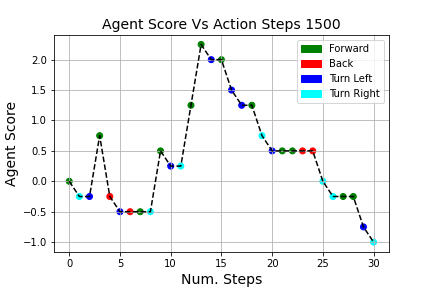 Agent Score Vs Action Steps 1500
Forward
Back
Turn Left
Turn Right
2.0
1.5
1.0
0.5
0.0
−0.5
−1.0
Agent Score
0 5 10 15 20 25 30
Num. Steps